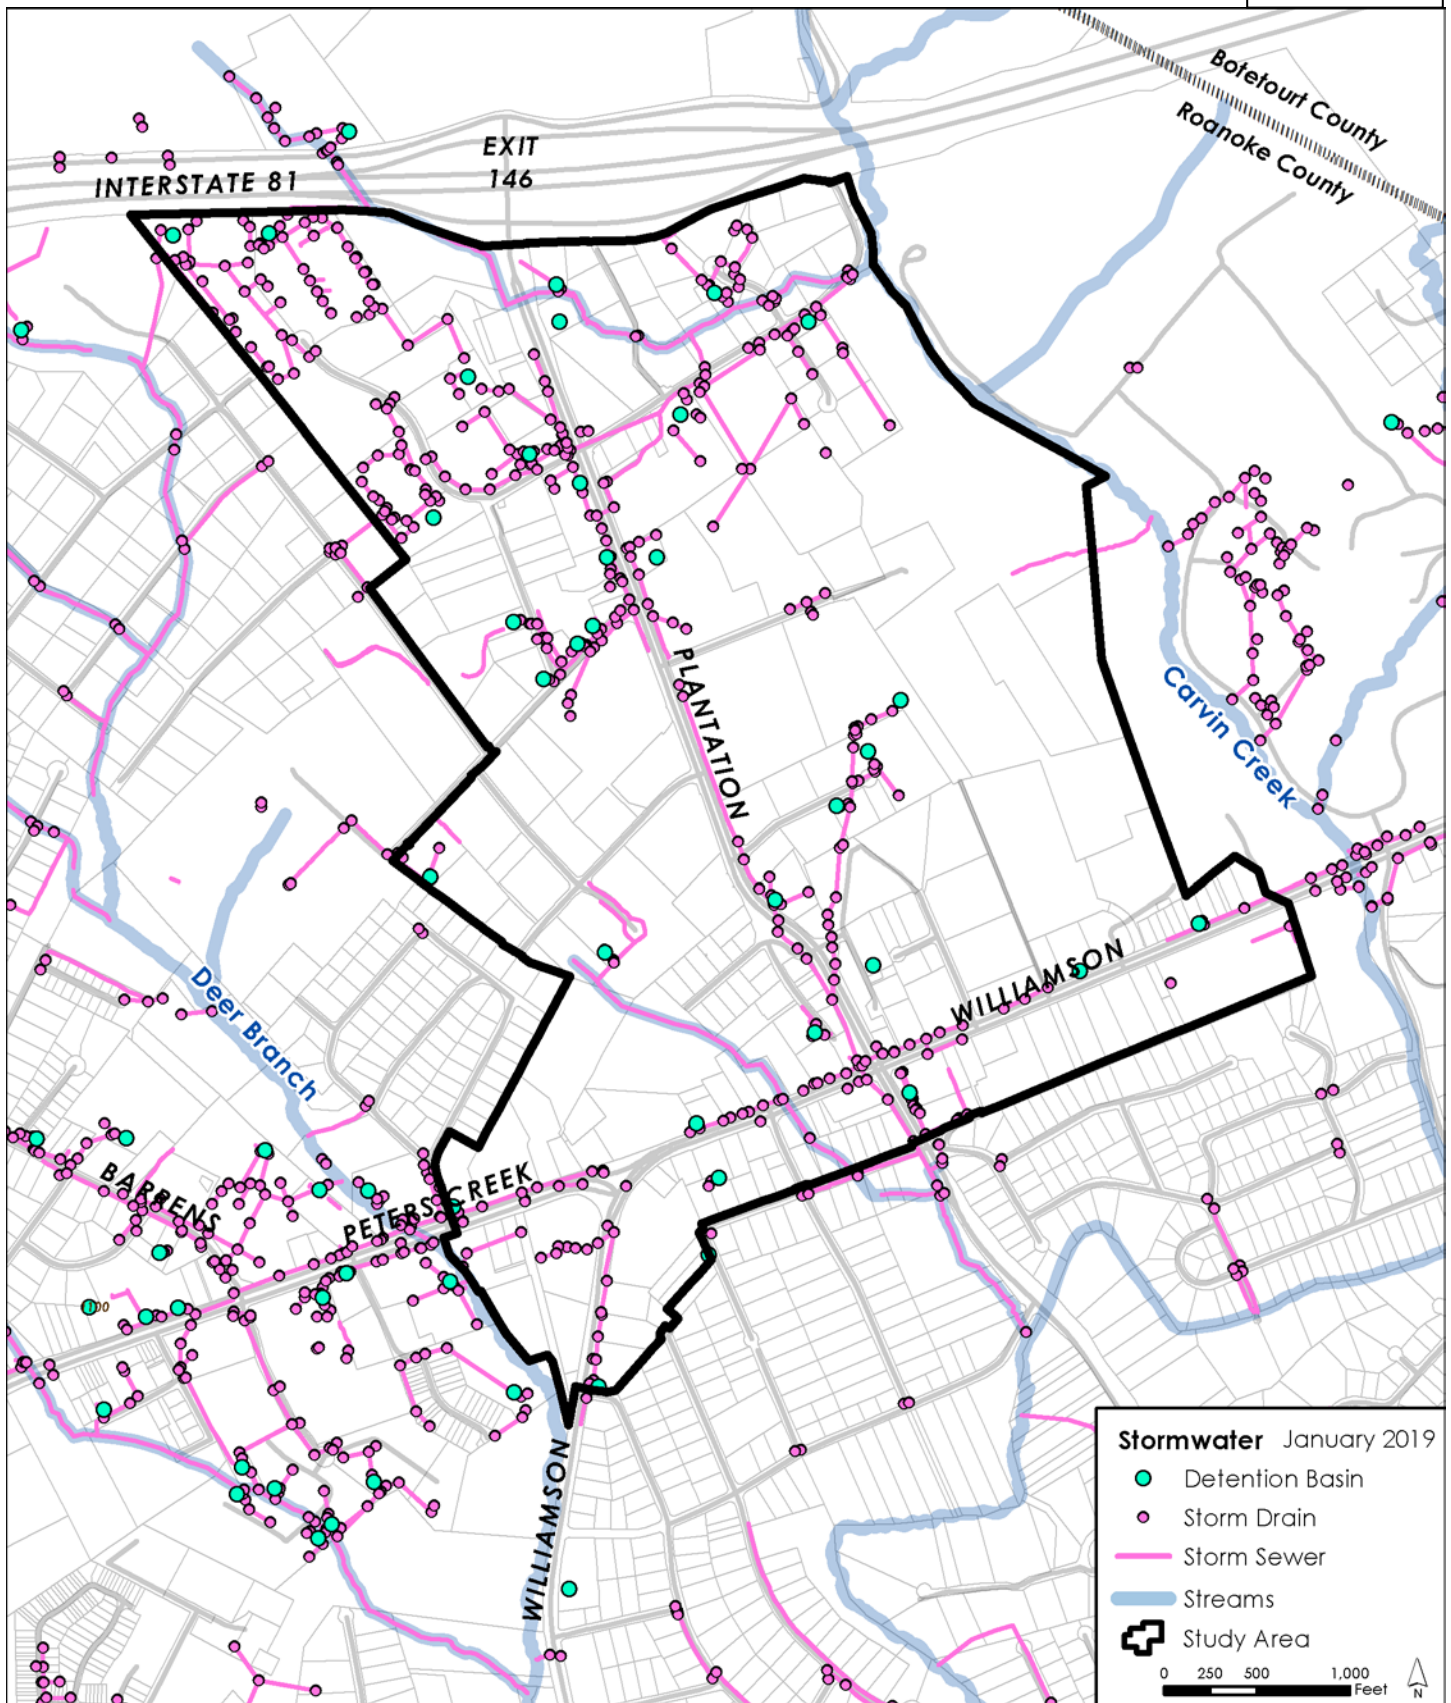 Botetourt County
Roanoke County
EXIT
146
INTERSTATE 81
PLANTATION
Carvin Creek
WILLIAMSON
Deer Branch
BARRENS
PETERS CREEK
WILLIAMSON
Stormwater January 2019
Detention Basin
Storm Drain
Storm Sewer
Streams
Study Area
0 250 500 1,000
Feet
N